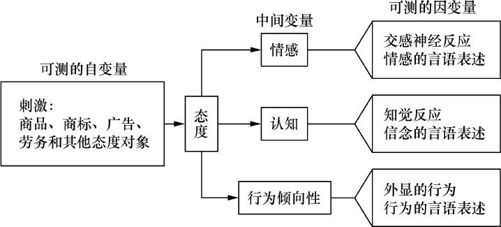 可测的自变量
刺激:
商品、商标、广告、
劳务和其他态度对象
态度
中间变量
情感
认知
行为倾向性
可测的因变量
交感神经反应
情感的言语表述
知觉反应
信念的言语表述
外显的行为
行为的言语表述